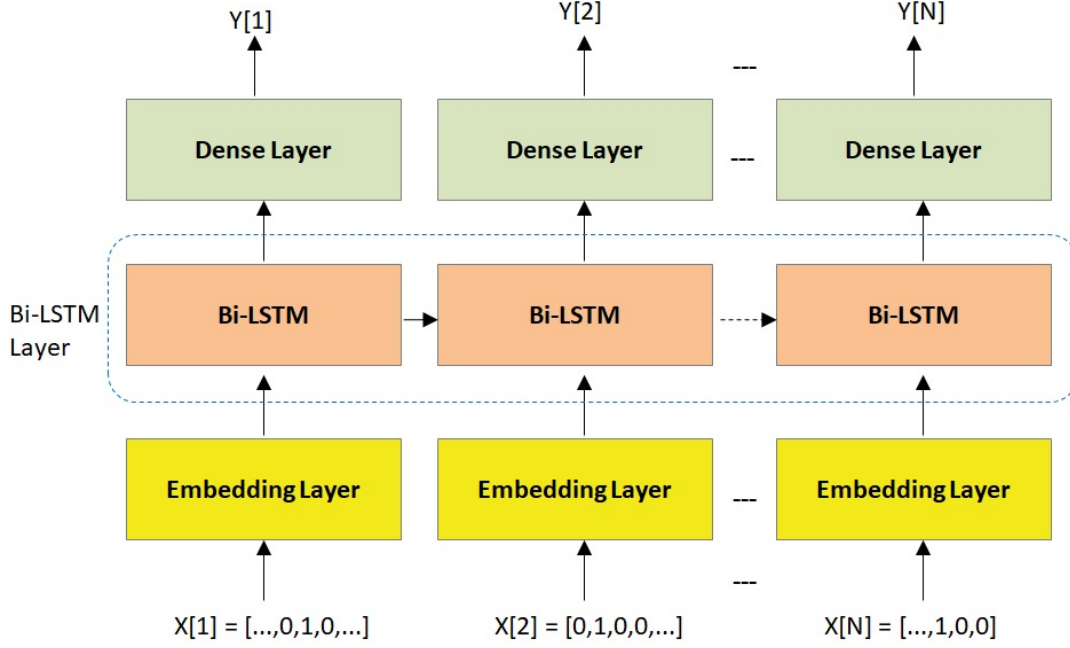 Y[1]
Y[2]
Y[N]
---
Dense Layer
Dense Layer
---
Dense Layer
Bi-LSTM
Layer
Bi-LSTM
Bi-LSTM
Bi-LSTM
Embedding Layer
Embedding Layer
---
Embedding Layer
---
X[1] = [...,0,1,0,...]
X[2] = [0,1,0,0,...]
X[N] = [...,1,0,0]